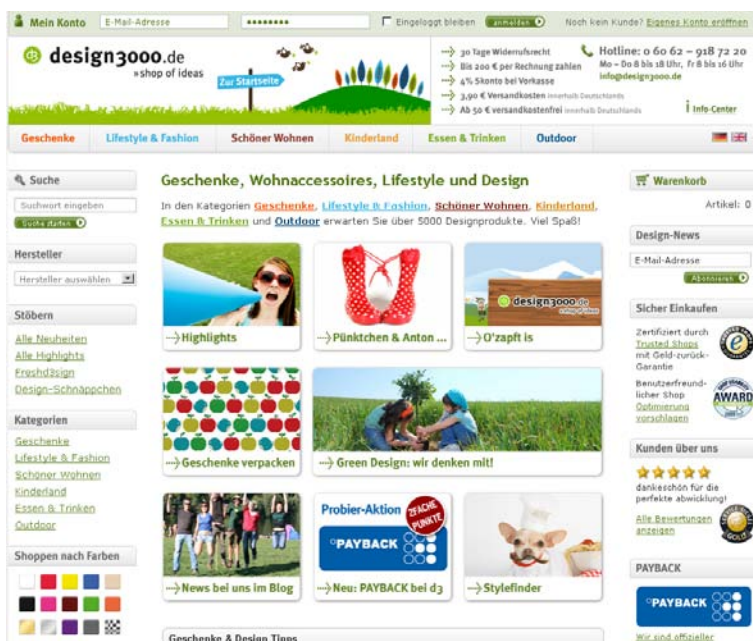 Mein Konto
E-Mail-Adresse
Eingeloggt bleiben
anmelden
Noch kein Kunde? Eigenes Konto eröffnen
design3000.de
»shop of ideas
Zur Startseite
30 Tage Widerrufsrecht
Bis 200 € per Rechnung zahlen
4% Skonto bei Vorkasse
3,90 € Versandkosten innerhalb Deutschlands
Ab 50 € versandkostenfrei innerhalb Deutschlands
Hotline: 0 60 62 – 918 72 20
Mo – Do 8 bis 18 Uhr, Fr 8 bis 16 Uhr
info@design3000.de
Info-Center
Geschenke
Lifestyle & Fashion
Schöner Wohnen
Kinderland
Essen & Trinken
Outdoor
Suche
Suchwort eingeben
Suche starten
Hersteller
Hersteller auswählen
Stöbern
Alle Neuheiten
Alle Highlights
Freshd3sign
Design-Schnäppchen
Kategorien
Geschenke
Lifestyle & Fashion
Schöner Wohnen
Kinderland
Essen & Trinken
Outdoor
Shoppen nach Farben
Geschenke, Wohnaccessoires, Lifestyle und Design
In den Kategorien Geschenke, Lifestyle & Fashion, Schöner Wohnen, Kinderland,
Essen & Trinken und Outdoor erwarten Sie über 5000 Designprodukte. Viel Spaß!
Highlights
Pünktchen & Anton ...
design3000.de
O'zapft is
Geschenke verpacken
Green Design: wir denken mit!
News bei uns im Blog
Probier-Aktion
2FACHE
PUNKTE
°PAYBACK
Neu: PAYBACK bei d3
Stylefinder
Geschenke & Design Tipps
Warenkorb
Artikel: 0
Design-News
E-Mail-Adresse
Abonnieren
Sicher Einkaufen
Zertifiziert durch
Trusted Shops
mit Geld-zurück-
Garantie
Benutzerfreund-
licher Shop
Optimierung
vorschlagen
AWARD
Kunden über uns
dankeschön für die
perfekte abwicklung!
Alle Bewertungen
anzeigen
GOLD
PAYBACK
°PAYBACK
Wir sind offizieller